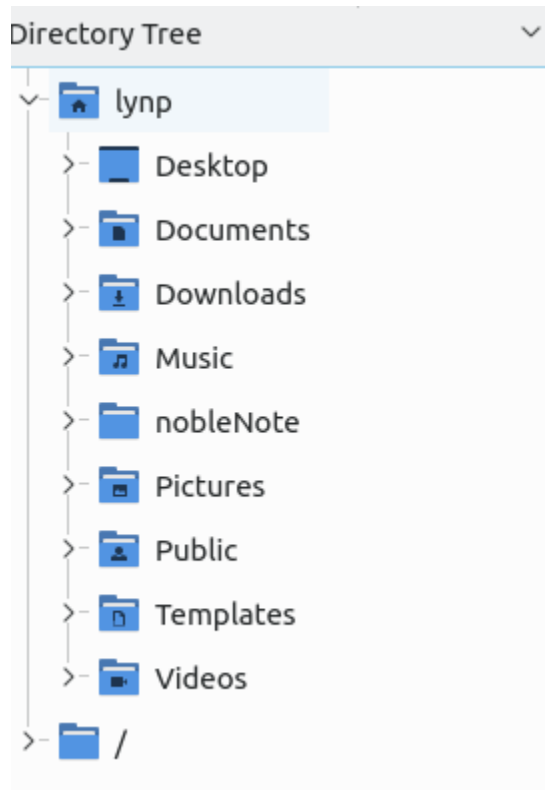 Directory Tree
lynp
Desktop
Documents
Downloads
Music
nobleNote
Pictures
Public
Templates
Videos
/